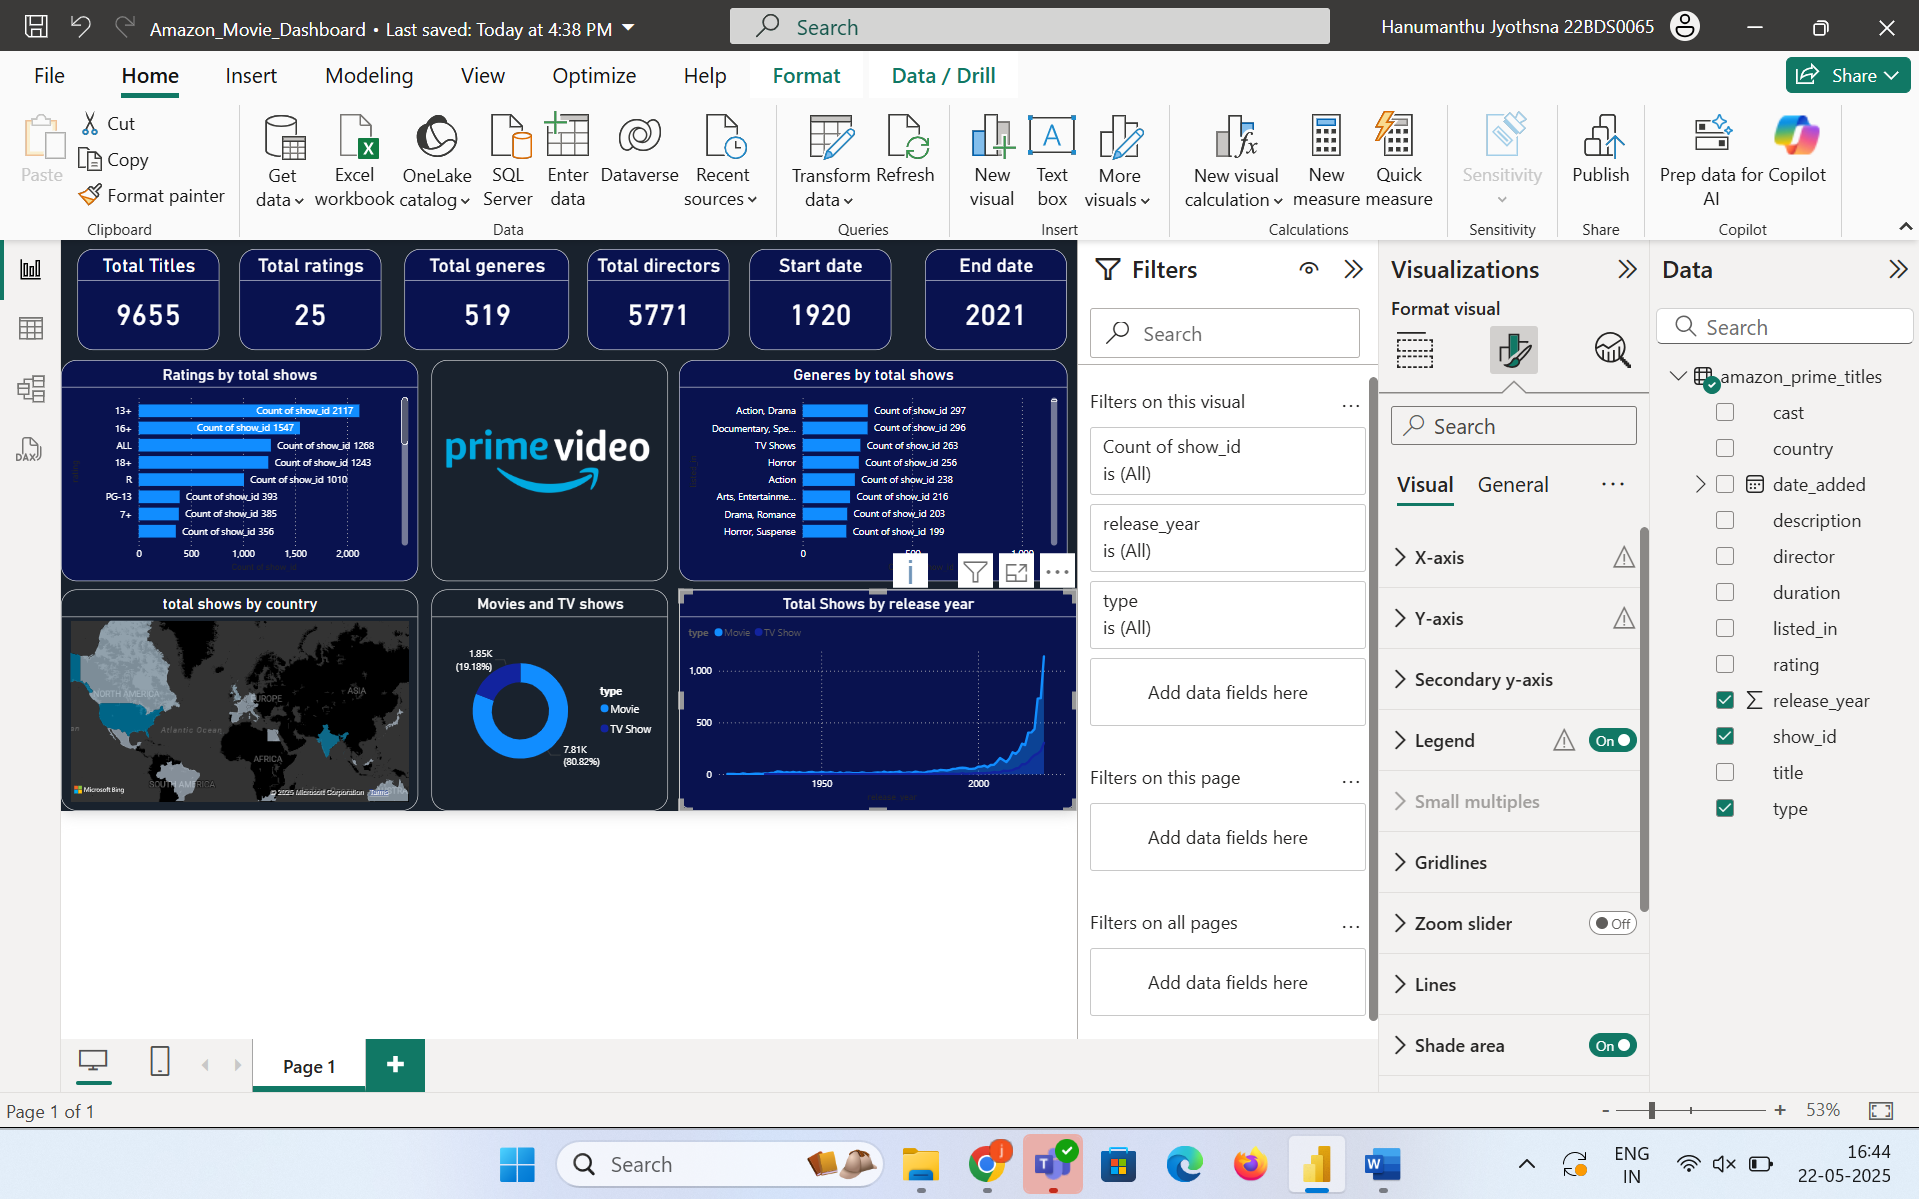 Amazon_Movie_Dashboard • Last saved: Today at 4:38 PM
Search
Hanumanthu Jyothsna 22BDS0065
File
Home
Insert
Modeling
View
Optimize
Help
Format
Data / Drill
Share
Paste
Cut
Copy
Format painter
Clipboard
Get data
Excel workbook
OneLake catalog
SQL Server
Enter data
Dataverse
Recent sources
Data
Transform data
Refresh
Queries
New visual
Text box
More visuals
Insert
New visual calculation
New measure
Quick measure
Calculations
Sensitivity
Sensitivity
Publish
Share
Prep data for AI
Copilot
Copilot
Total Titles
9655
Total ratings
25
Total generes
519
Total directors
5771
Start date
1920
End date
2021
Ratings by total shows
13+ Count of show_id 2117
16+ Count of show_id 1547
ALL Count of show_id 1268
18+ Count of show_id 1243
R Count of show_id 1010
PG-13 Count of show_id 393
7+ Count of show_id 385
Count of show_id 356
0 500 1,000 1,500 2,000
Count of show_id
prime video
Generes by total shows
Action, Drama Count of show_id 297
Documentary, Spe... Count of show_id 296
TV Shows Count of show_id 263
Horror Count of show_id 256
Action Count of show_id 238
Arts, Entertainme... Count of show_id 216
Drama, Romance Count of show_id 203
Horror, Suspense Count of show_id 199
0
total shows by country
NORTH AMERICA
ASIA
Atlantic Ocean
AFRICA
SOUTH AMERICA
Microsoft Bing
© 2025 Microsoft Corporation
Movies and TV shows
1.85K
(19.18%)
7.81K
(80.82%)
type
Movie
TV Show
Total Shows by release year
type Movie TV Show
1,000
500
0
1950 2000
release_year
Filters
Search
Filters on this visual
...
Count of show_id
is (All)
release_year
is (All)
type
is (All)
Add data fields here
Filters on this page
...
Add data fields here
Filters on all pages
...
Add data fields here
Visualizations
Format visual
Search
Visual
General
...
X-axis
Y-axis
Secondary y-axis
Legend
On
Small multiples
Gridlines
Zoom slider
Off
Lines
Shade area
On
Data
Search
amazon_prime_titles
cast
country
date_added
description
director
duration
listed_in
rating
release_year
show_id
title
type
DAX
Page 1
+
Page 1 of 1
- + 53%
Search
ENG
IN
16:44
22-05-2025